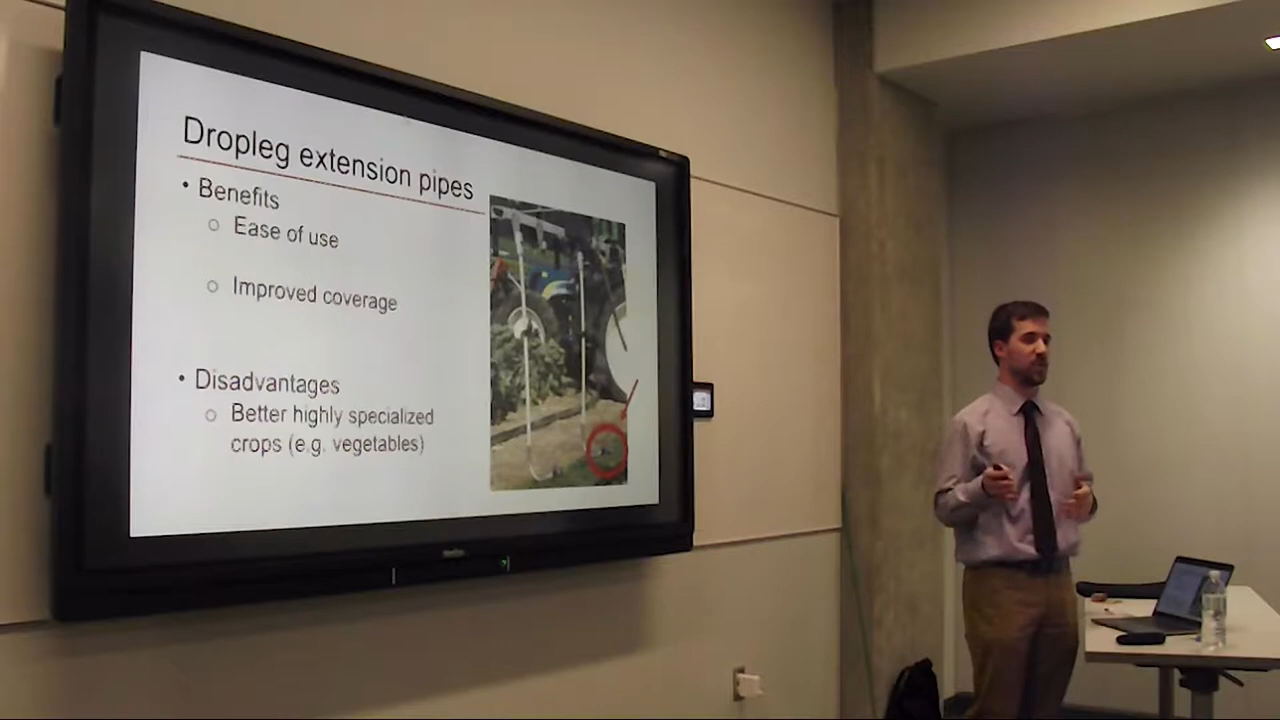 Dropleg extension pipes
• Benefits
○ Ease of use
○ Improved coverage
• Disadvantages
○ Better highly specialized
crops (e.g. vegetables)